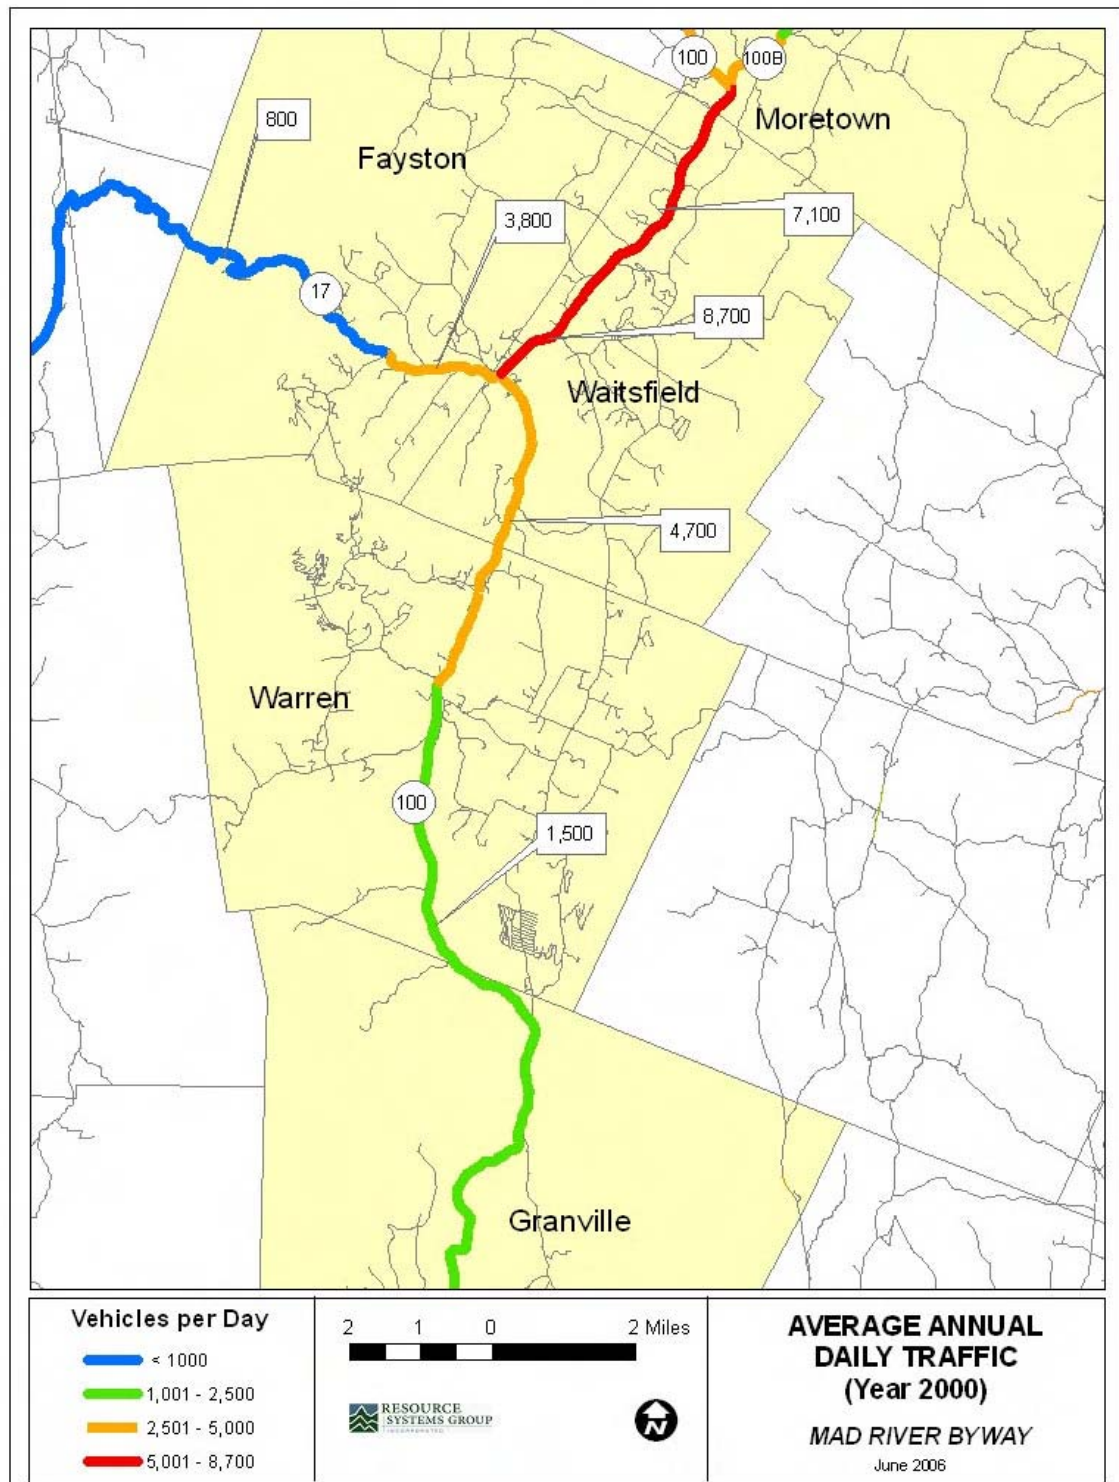 100
100B
Moretown
800
Fayston
3,800
7,100
17
8,700
Waitsfield
4,700
Warren
100
1,500
Granville
Vehicles per Day
< 1000
1,001 - 2,500
2,501 - 5,000
5,001 - 8,700
2 1 0 2 Miles
RESOURCE
SYSTEMS GROUP
INCORPORATED
N
AVERAGE ANNUAL
DAILY TRAFFIC
(Year 2000)
MAD RIVER BYWAY
June 2006